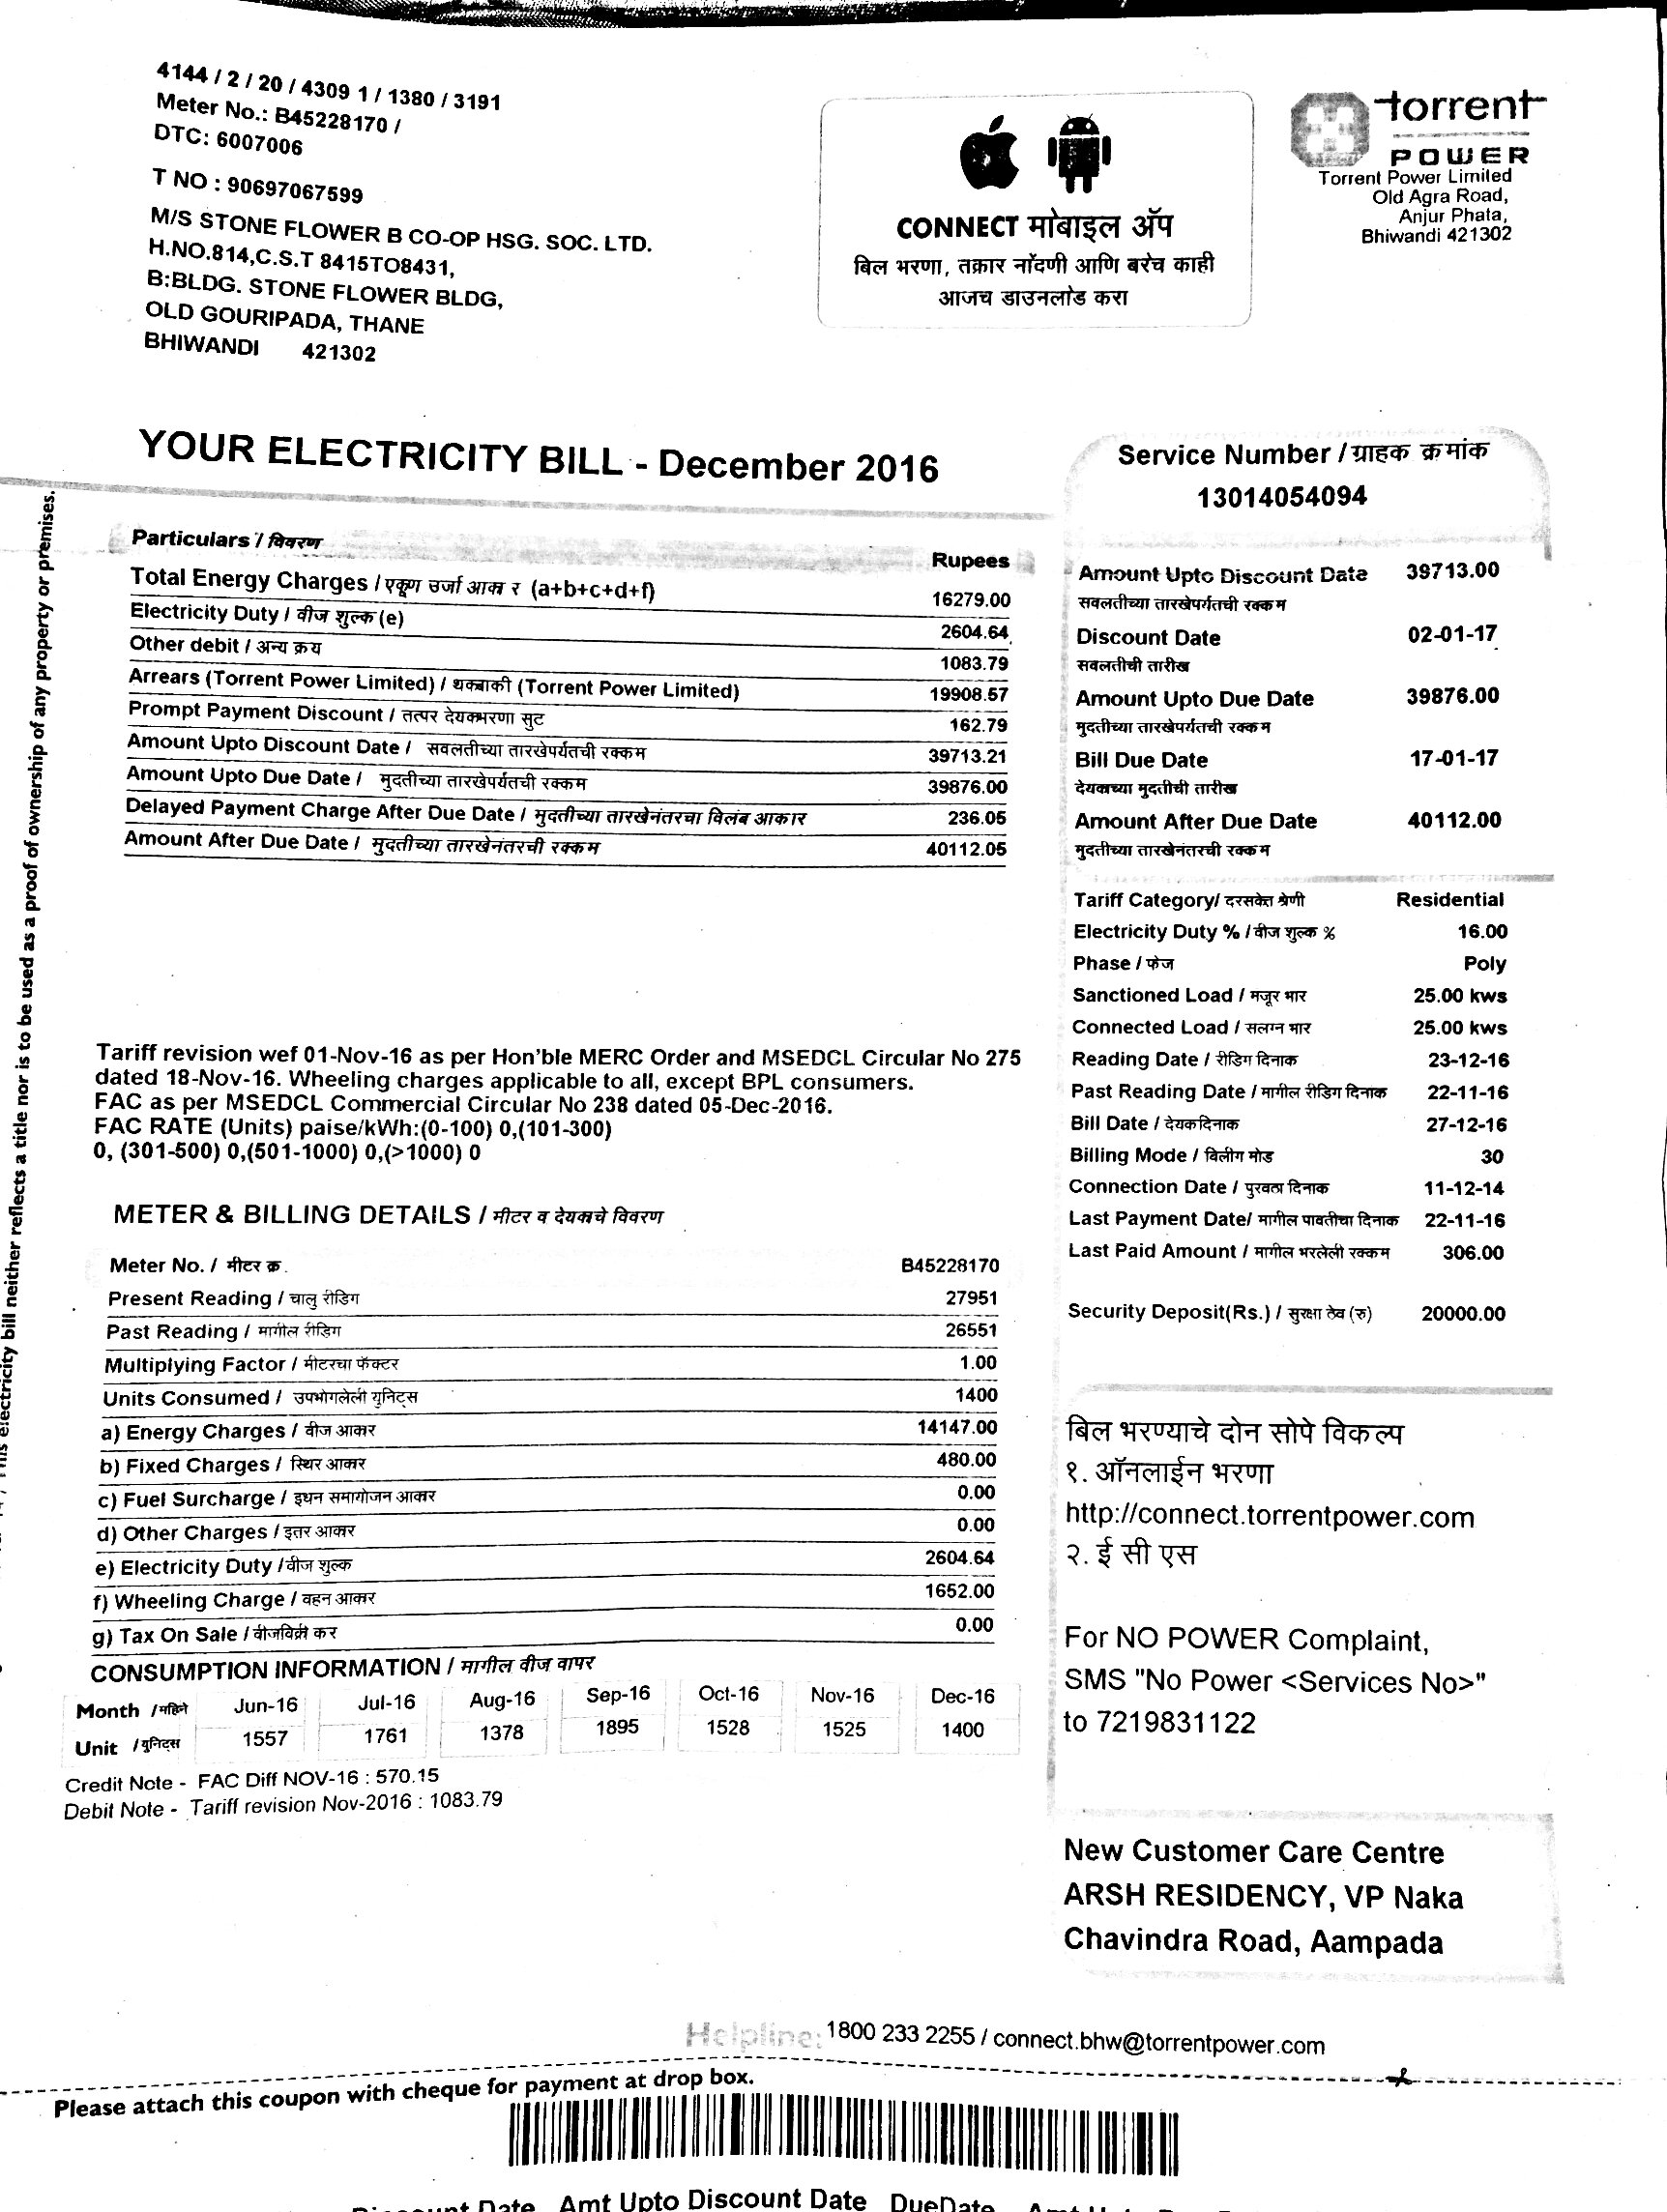 4144 / 2 / 20 / 4309 1 / 1380 / 3191
Meter No.: B45228170 /
DTC: 6007006
T NO : 90697067599
M/S STONE FLOWER B CO-OP HSG. SOC. LTD.
H.NO.814,C.S.T 8415TO8431,
B:BLDG. STONE FLOWER BLDG,
OLD GOURIPADA, THANE
BHIWANDI 421302
CONNECT मोबाइल ॲप
बिल भरणा, तक्रार नोंदणी आणि बरेच काही
आजच डाउनलोड करा
torrent
POWER
Torrent Power Limited
Old Agra Road,
Anjur Phata,
Bhiwandi 421302
YOUR ELECTRICITY BILL - December 2016
Particulars / विवरण Rupees
Total Energy Charges / एकूण उर्जा आकार (a+b+c+d+f) 16279.00
Electricity Duty / वीज शुल्क (e) 2604.64
Other debit / अन्य क्रय 1083.79
Arrears (Torrent Power Limited) / थकबाकी (Torrent Power Limited) 19908.57
Prompt Payment Discount / तत्पर देयकभरणा सुट 162.79
Amount Upto Discount Date / सवलतीच्या तारखेपर्यंतची रक्कम 39713.21
Amount Upto Due Date / मुदतीच्या तारखेपर्यंतची रक्कम 39876.00
Delayed Payment Charge After Due Date / मुदतीच्या तारखेनंतरचा विलंब आकार 236.05
Amount After Due Date / मुदतीच्या तारखेनंतरची रक्कम 40112.05
Service Number / ग्राहक क्रमांक
13014054094
Amount Upto Discount Date 39713.00
सवलतीच्या तारखेपर्यंतची रक्कम
Discount Date 02-01-17
सवलतीची तारीख
Amount Upto Due Date 39876.00
मुदतीच्या तारखेपर्यंतची रक्कम
Bill Due Date 17-01-17
देयकाच्या मुदतीची तारीख
Amount After Due Date 40112.00
मुदतीच्या तारखेनंतरची रक्कम
Tariff Category/ दरसंकेत श्रेणी Residential
Electricity Duty % / वीज शुल्क % 16.00
Phase / फेज Poly
Sanctioned Load / मजूर भार 25.00 kws
Connected Load / सलग्न भार 25.00 kws
Reading Date / रीडिंग दिनांक 23-12-16
Past Reading Date / मागील रीडिंग दिनांक 22-11-16
Bill Date / देयक दिनांक 27-12-16
Billing Mode / बिलींग मोड 30
Connection Date / पुरवठा दिनांक 11-12-14
Last Payment Date/ मागील पावतीचा दिनांक 22-11-16
Last Paid Amount / मागील भरलेली रक्कम 306.00
Security Deposit(Rs.) / सुरक्षा ठेव (रु) 20000.00
Tariff revision wef 01-Nov-16 as per Hon'ble MERC Order and MSEDCL Circular No 275
dated 18-Nov-16. Wheeling charges applicable to all, except BPL consumers.
FAC as per MSEDCL Commercial Circular No 238 dated 05-Dec-2016.
FAC RATE (Units) paise/kWh:(0-100) 0,(101-300)
0, (301-500) 0,(501-1000) 0,(>1000) 0
METER & BILLING DETAILS / मीटर व देयकाचे विवरण
Meter No. / मीटर क्र. B45228170
Present Reading / चालु रीडिंग 27951
Past Reading / मागील रीडिंग 26551
Multiplying Factor / मीटरचा फॅक्टर 1.00
Units Consumed / उपभोगलेली युनिट्स 1400
a) Energy Charges / वीज आकार 14147.00
b) Fixed Charges / स्थिर आकार 480.00
c) Fuel Surcharge / इंधन समायोजन आकार 0.00
d) Other Charges / इतर आकार 0.00
e) Electricity Duty / वीज शुल्क 2604.64
f) Wheeling Charge / वहन आकार 1652.00
g) Tax On Sale / वीजविक्री कर 0.00
CONSUMPTION INFORMATION / मागील वीज वापर
Month / महिने Jun-16 Jul-16 Aug-16 Sep-16 Oct-16 Nov-16 Dec-16
Unit / युनिट्स 1557 1761 1378 1895 1528 1525 1400
Credit Note - FAC Diff NOV-16 : 570.15
Debit Note - Tariff revision Nov-2016 : 1083.79
बिल भरण्याचे दोन सोपे विकल्प
१. ऑनलाईन भरणा
http://connect.torrentpower.com
२. ई सी एस
For NO POWER Complaint,
SMS "No Power <Services No>"
to 7219831122
New Customer Care Centre
ARSH RESIDENCY, VP Naka
Chavindra Road, Aampada
Helpline: 1800 233 2255 / connect.bhw@torrentpower.com
Please attach this coupon with cheque for payment at drop box.
Date Amt Upto Discount Date DueDate
This electricity bill neither reflects a title nor is to be used as a proof of ownership of any property or premises.